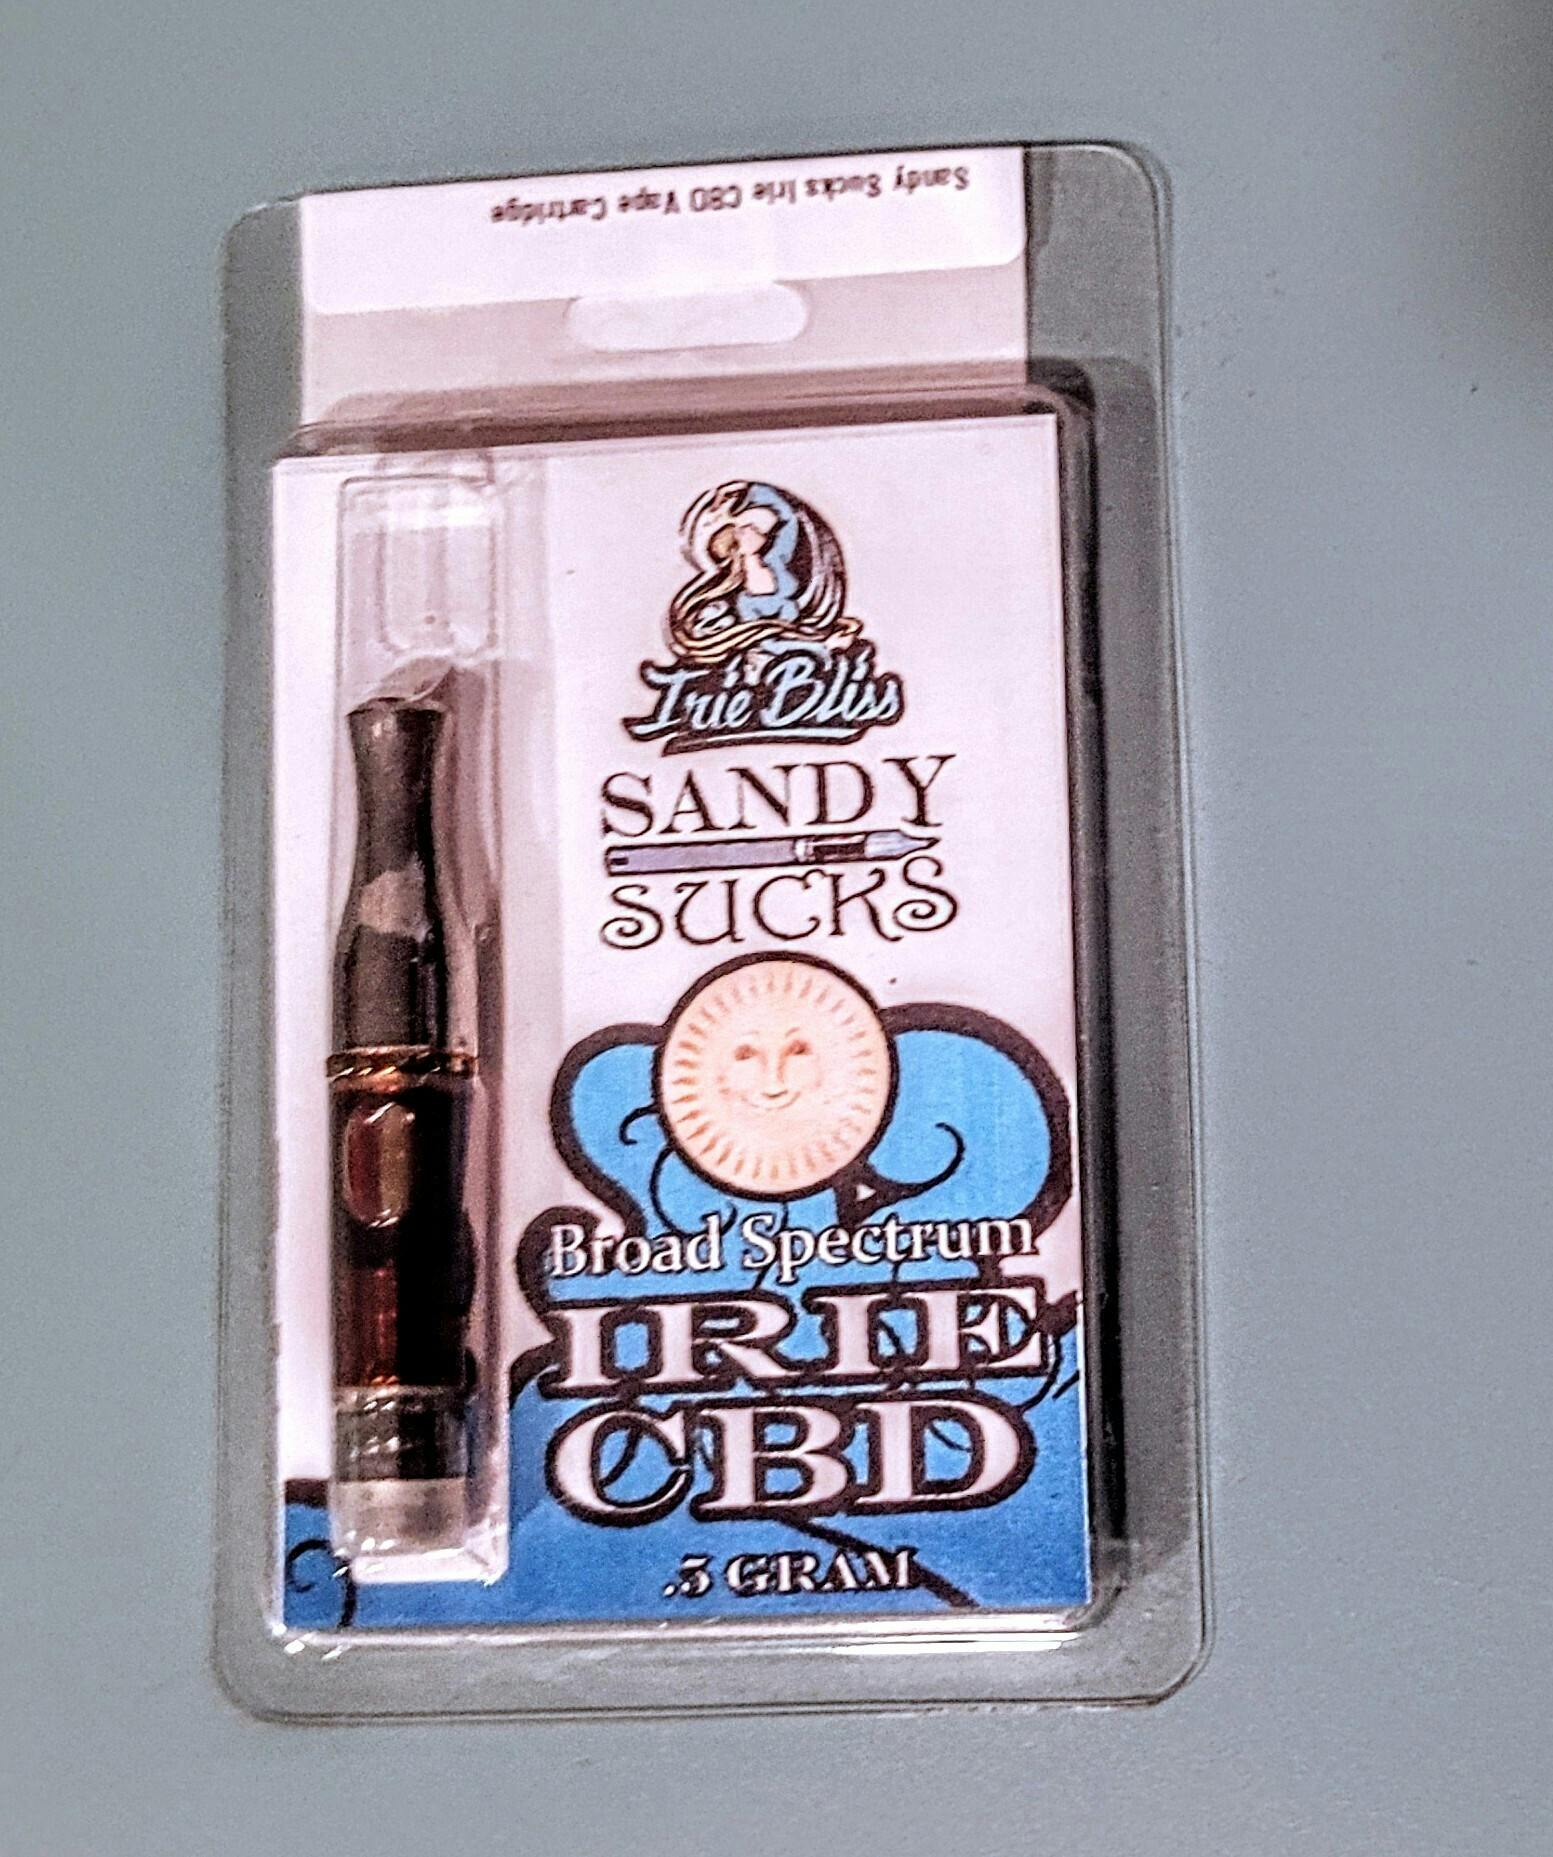 Sandy Sucks Irie CBD Vape Cartridge
Irie Bliss
SANDY
SUCKS
Broad Spectrum
IRIE
CBD
.5 GRAM